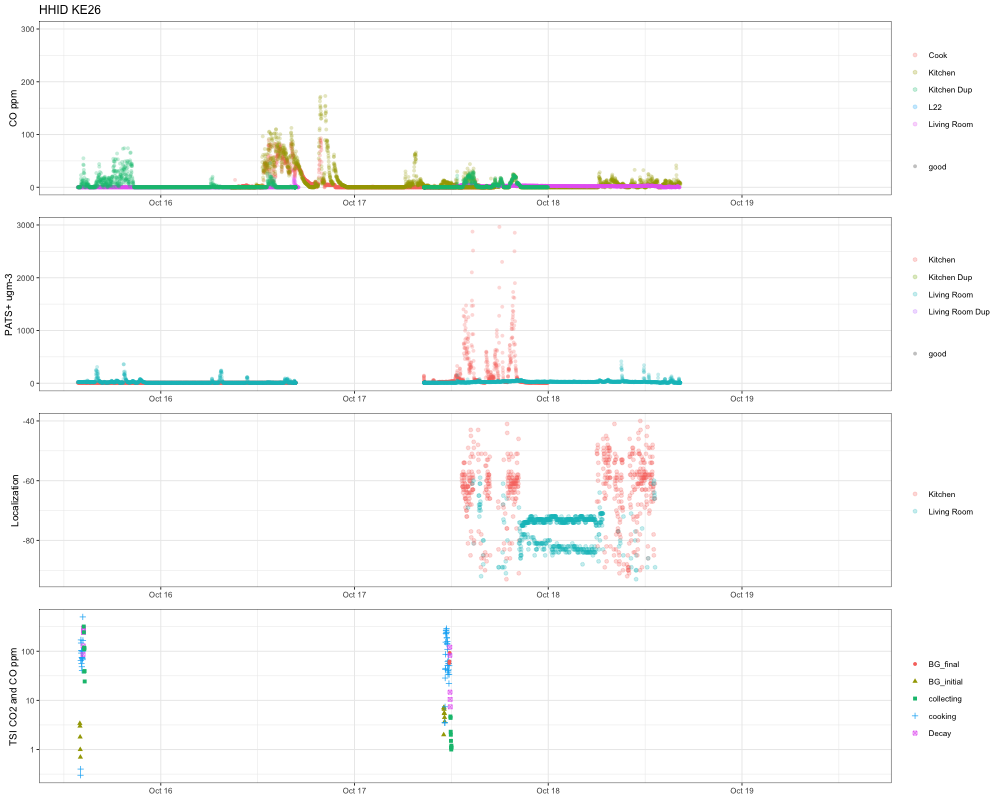 HHID KE26
CO ppm
300
200
100
0
Oct 16
Oct 17
Oct 18
Oct 19
Cook
Kitchen
Kitchen Dup
L22
Living Room
good
PATS+ ugm-3
3000
2000
1000
0
Oct 16
Oct 17
Oct 18
Oct 19
Kitchen
Kitchen Dup
Living Room
Living Room Dup
good
Localization
-40
-60
-80
Oct 16
Oct 17
Oct 18
Oct 19
Kitchen
Living Room
TSI CO2 and CO ppm
100
10
1
Oct 16
Oct 17
Oct 18
Oct 19
BG_final
BG_initial
collecting
cooking
Decay